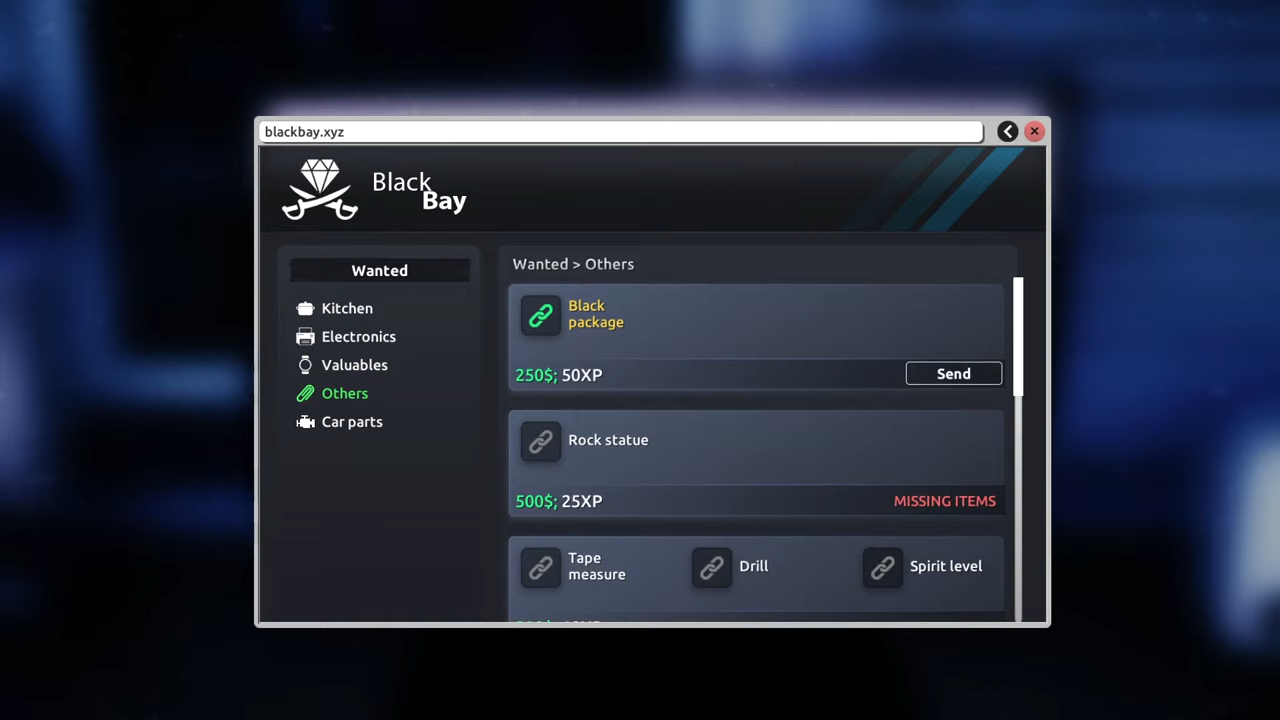 blackbay.xyz
Black
Bay
Wanted
Kitchen
Electronics
Valuables
Others
Car parts
Wanted > Others
Black
package
250$; 50XP
Send
Rock statue
500$; 25XP
MISSING ITEMS
Tape
measure
Drill
Spirit level